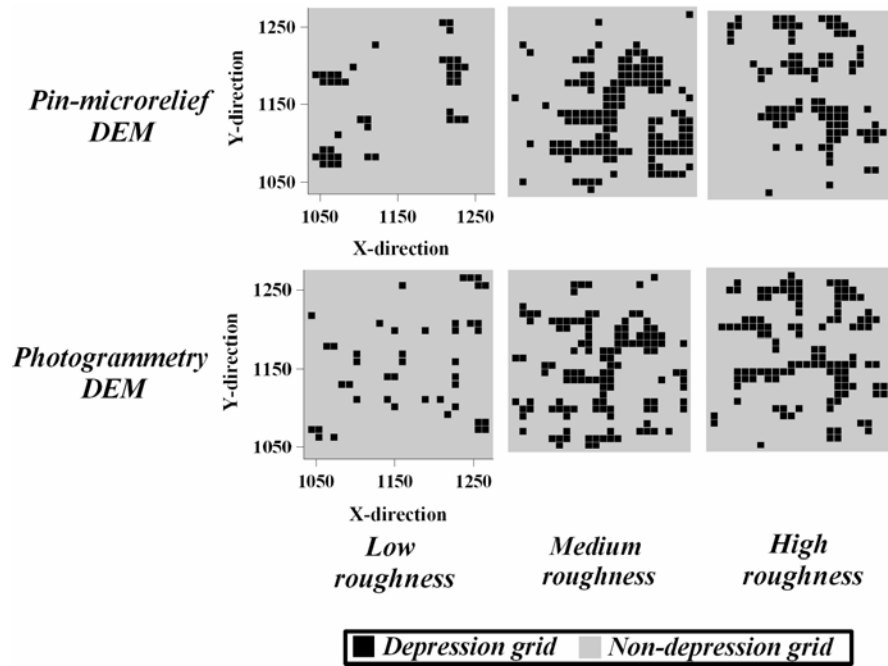 Pin-microrelief
DEM
Y-direction
1250
1150
1050
1050 1150 1250
X-direction
Photogrammetry
DEM
Y-direction
1250
1150
1050
1050 1150 1250
X-direction
Low
roughness
Medium
roughness
High
roughness
Depression grid Non-depression grid